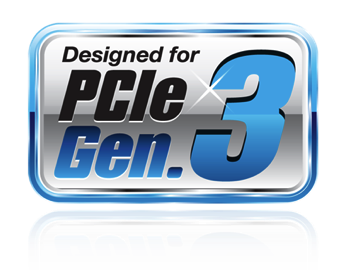 Designed for
PCIe
Gen. 3